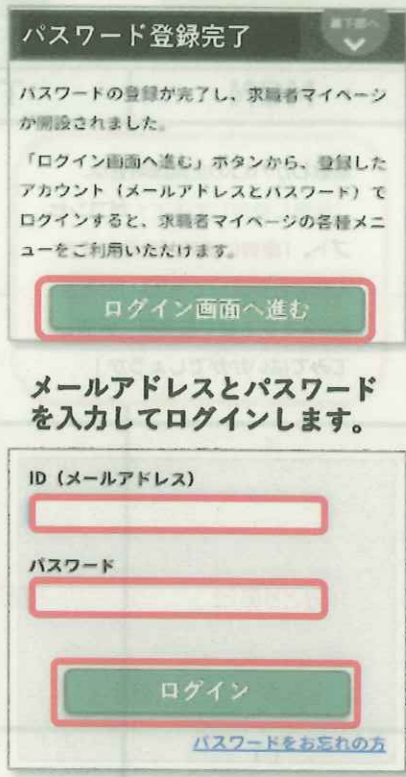 パスワード登録完了
最下部へ
パスワードの登録が完了し、求職者マイページ
が開設されました。
「ログイン画面へ進む」ボタンから、登録した
アカウント（メールアドレスとパスワード）で
ログインすると、求職者マイページの各種メニ
ューをご利用いただけます。
ログイン画面へ進む
メールアドレスとパスワード
を入力してログインします。
ID（メールアドレス）
パスワード
ログイン
パスワードをお忘れの方